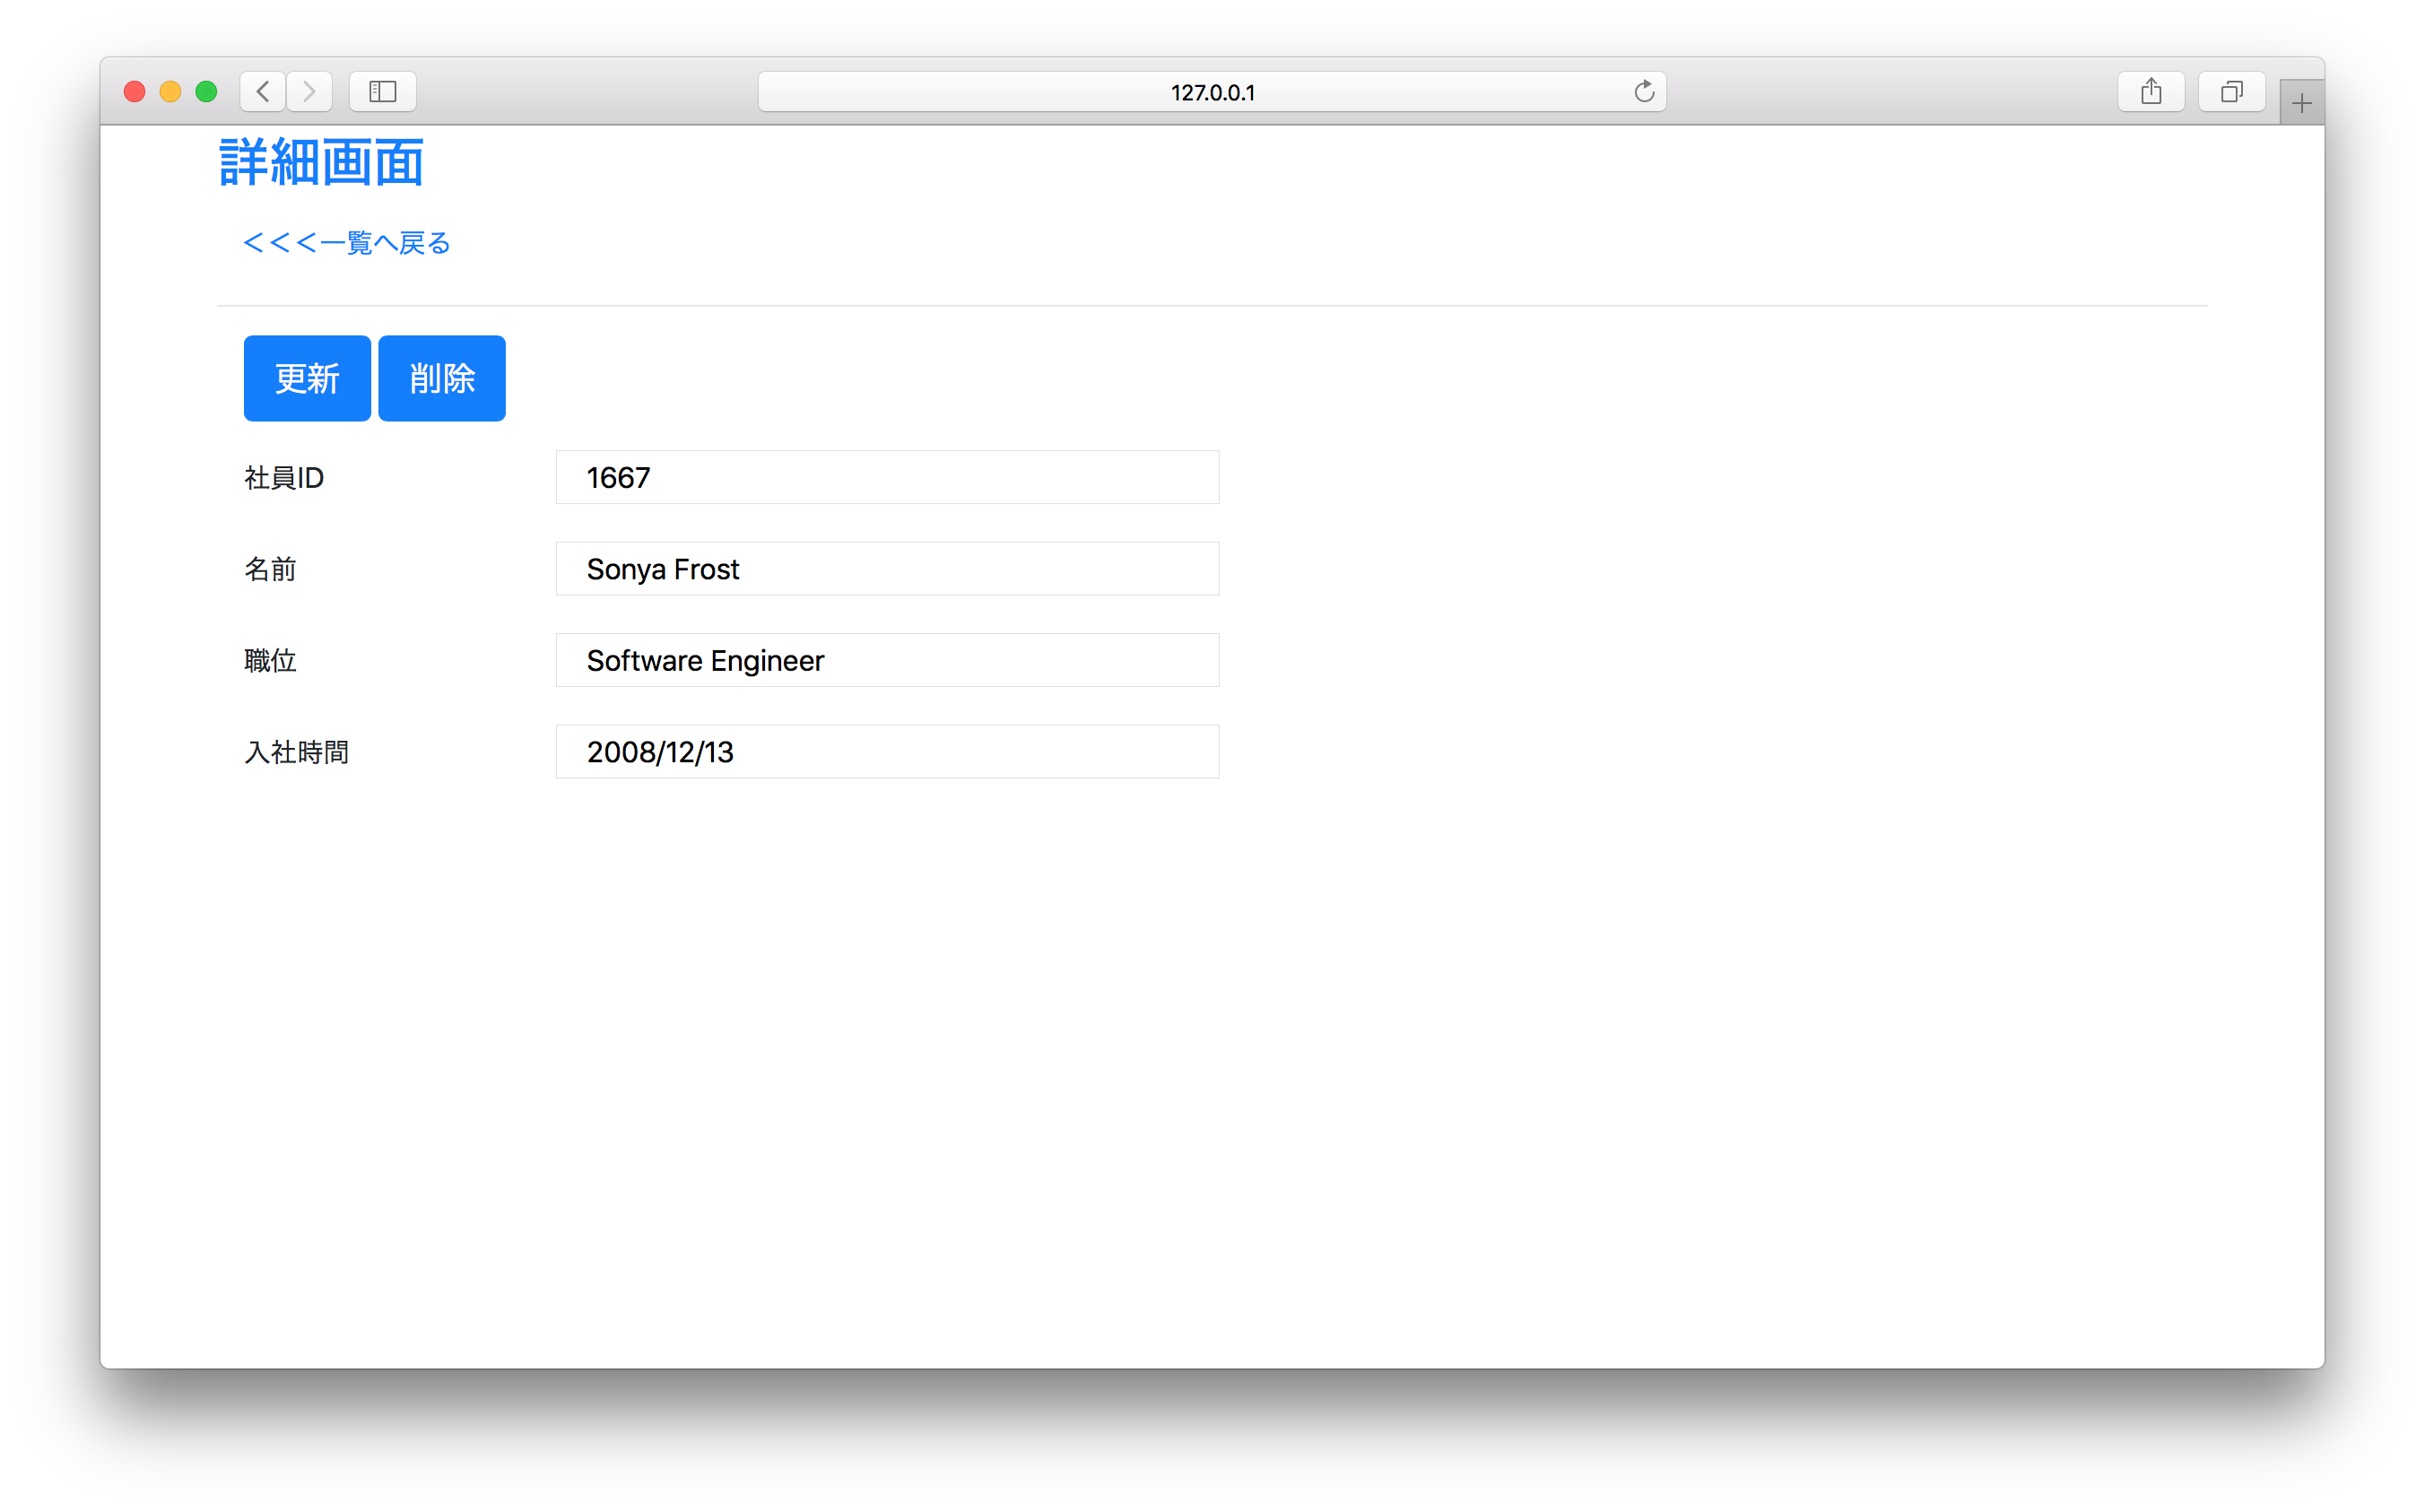 127.0.0.1
詳細画面
<<<一覧へ戻る
更新 削除
社員ID 1667
名前 Sonya Frost
職位 Software Engineer
入社時間 2008/12/13